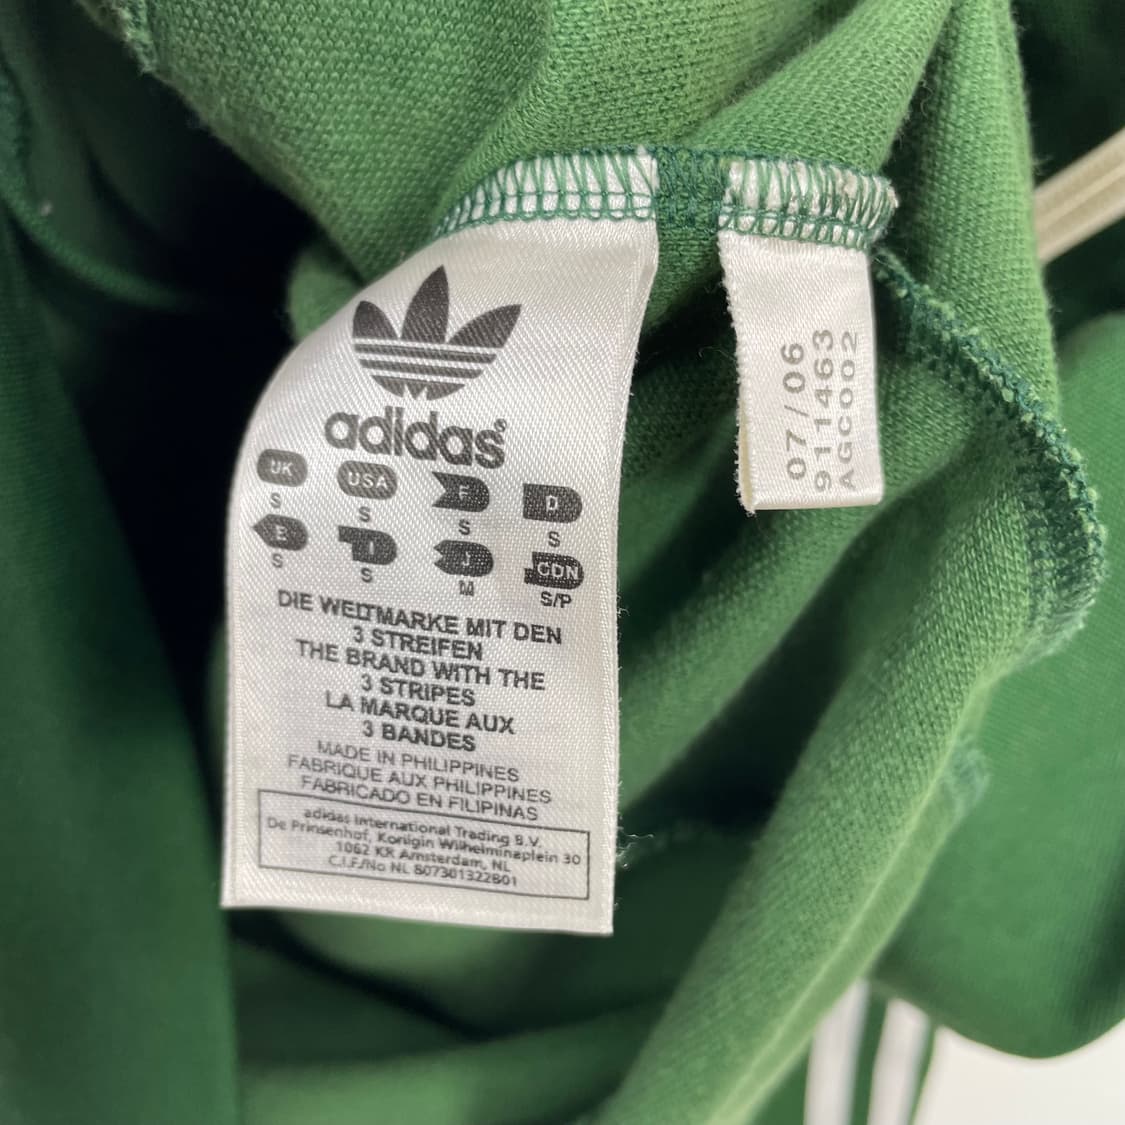 adidas®
UK USA F D
S S S S
E I J CDN
S S M S/P
DIE WELTMARKE MIT DEN
3 STREIFEN
THE BRAND WITH THE
3 STRIPES
LA MARQUE AUX
3 BANDES
MADE IN PHILIPPINES
FABRIQUE AUX PHILIPPINES
FABRICADO EN FILIPINAS
adidas International Trading B.V.
De Prinsenhof, Konigin Wilhelminaplein 30
1062 KR Amsterdam, NL
C.I.F./No NL 807301322B01
07/06
911463
AGC002